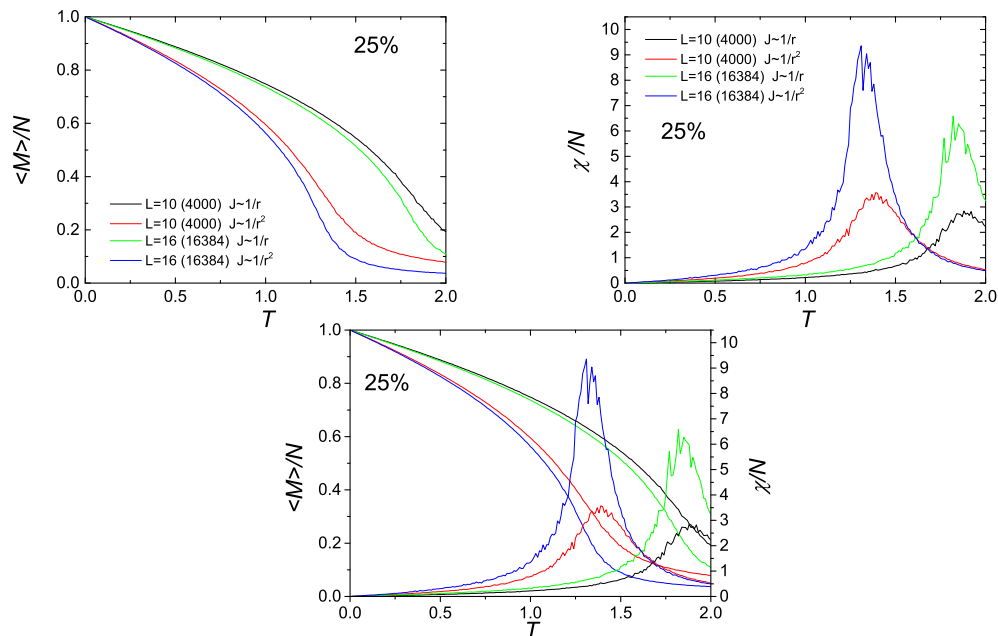 1.0
0.8
0.6
0.4
0.2
0.0
<M>/N
25%
L=10 (4000) J~1/r
L=10 (4000) J~1/r²
L=16 (16384) J~1/r
L=16 (16384) J~1/r²
0.0 0.5 1.0 1.5 2.0
T
10
9
8
7
6
5
4
3
2
1
0
χ/N
L=10 (4000) J~1/r
L=10 (4000) J~1/r²
L=16 (16384) J~1/r
L=16 (16384) J~1/r²
25%
0.0 0.5 1.0 1.5 2.0
T
1.0
0.8
0.6
0.4
0.2
0.0
<M>/N
25%
10
9
8
7
6
5
4
3
2
1
0
χ/N
0.0 0.5 1.0 1.5 2.0
T